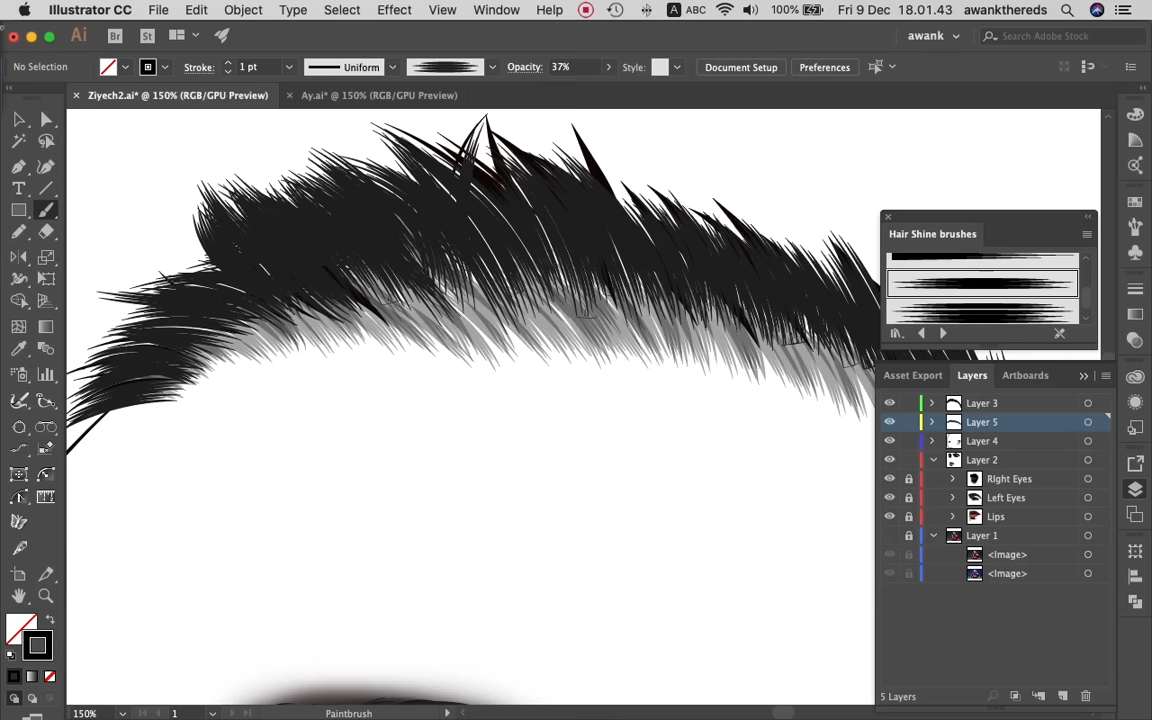 Illustrator CC File Edit Object Type Select Effect View Window Help A ABC 100% Fri 9 Dec 18.01.43 awankthereds
Ai Br St awank Search Adobe Stock
No Selection Stroke: 1 pt Uniform Opacity: 37% Style: Document Setup Preferences
Ziyech2.ai* @ 150% (RGB/GPU Preview) Ay.ai* @ 150% (RGB/GPU Preview)
Hair Shine brushes
Asset Export Layers Artboards
Layer 3
Layer 5
Layer 4
Layer 2
RIght Eyes
Left Eyes
Lips
Layer 1
<Image>
<Image>
5 Layers
150% 1 Paintbrush